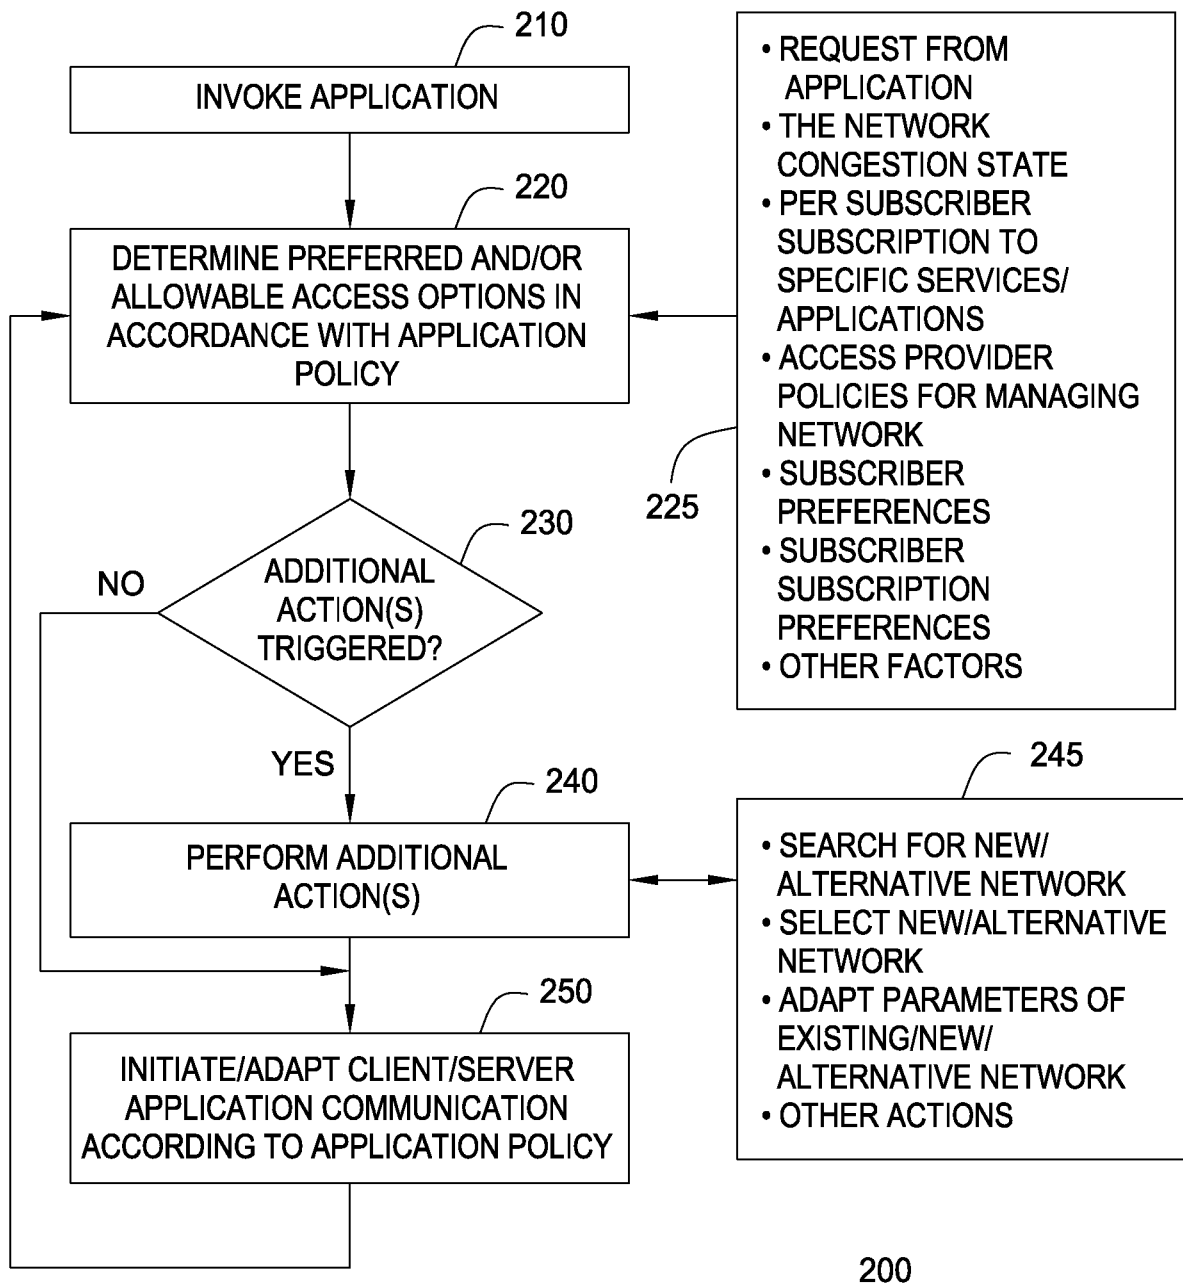 210
INVOKE APPLICATION
220
DETERMINE PREFERRED AND/OR
ALLOWABLE ACCESS OPTIONS IN
ACCORDANCE WITH APPLICATION
POLICY
230
ADDITIONAL
ACTION(S)
TRIGGERED?
NO
YES
240
PERFORM ADDITIONAL
ACTION(S)
250
INITIATE/ADAPT CLIENT/SERVER
APPLICATION COMMUNICATION
ACCORDING TO APPLICATION POLICY
• REQUEST FROM
APPLICATION
• THE NETWORK
CONGESTION STATE
• PER SUBSCRIBER
SUBSCRIPTION TO
SPECIFIC SERVICES/
APPLICATIONS
• ACCESS PROVIDER
POLICIES FOR MANAGING
NETWORK
• SUBSCRIBER
PREFERENCES
• SUBSCRIBER
SUBSCRIPTION
PREFERENCES
• OTHER FACTORS
225
245
• SEARCH FOR NEW/
ALTERNATIVE NETWORK
• SELECT NEW/ALTERNATIVE
NETWORK
• ADAPT PARAMETERS OF
EXISTING/NEW/
ALTERNATIVE NETWORK
• OTHER ACTIONS
200